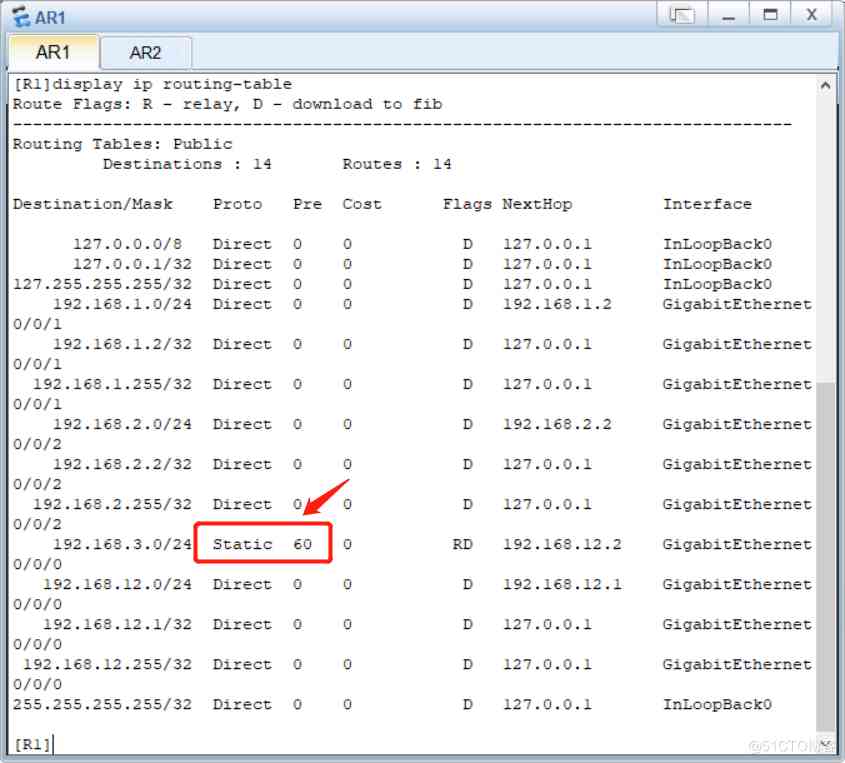 AR1
AR1 AR2
[R1]display ip routing-table
Route Flags: R - relay, D - download to fib
------------------------------------------------------------------------------
Routing Tables: Public
Destinations : 14 Routes : 14
Destination/Mask Proto Pre Cost Flags NextHop Interface
127.0.0.0/8 Direct 0 0 D 127.0.0.1 InLoopBack0
127.0.0.1/32 Direct 0 0 D 127.0.0.1 InLoopBack0
127.255.255.255/32 Direct 0 0 D 127.0.0.1 InLoopBack0
192.168.1.0/24 Direct 0 0 D 192.168.1.2 GigabitEthernet
0/0/1
192.168.1.2/32 Direct 0 0 D 127.0.0.1 GigabitEthernet
0/0/1
192.168.1.255/32 Direct 0 0 D 127.0.0.1 GigabitEthernet
0/0/1
192.168.2.0/24 Direct 0 0 D 192.168.2.2 GigabitEthernet
0/0/2
192.168.2.2/32 Direct 0 0 D 127.0.0.1 GigabitEthernet
0/0/2
192.168.2.255/32 Direct 0 0 D 127.0.0.1 GigabitEthernet
0/0/2
192.168.3.0/24 Static 60 0 RD 192.168.12.2 GigabitEthernet
0/0/0
192.168.12.0/24 Direct 0 0 D 192.168.12.1 GigabitEthernet
0/0/0
192.168.12.1/32 Direct 0 0 D 127.0.0.1 GigabitEthernet
0/0/0
192.168.12.255/32 Direct 0 0 D 127.0.0.1 GigabitEthernet
0/0/0
255.255.255.255/32 Direct 0 0 D 127.0.0.1 InLoopBack0
[R1]